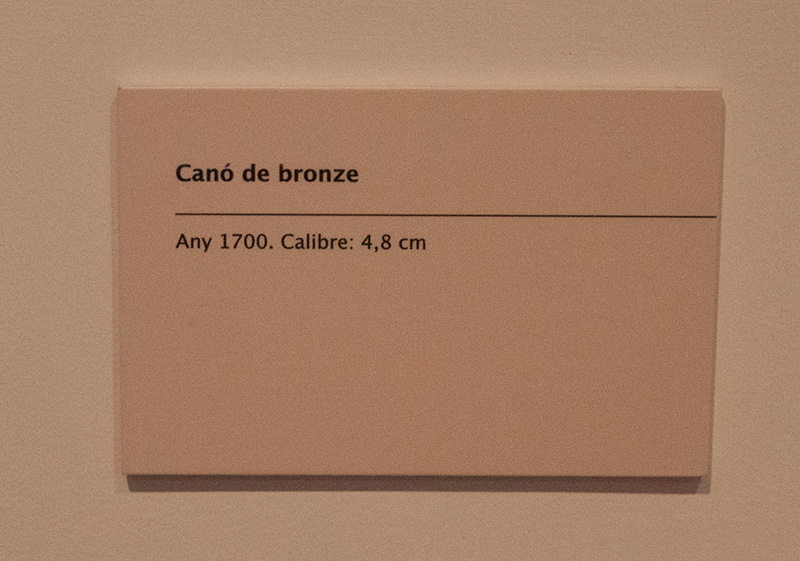 Canó de bronze
Any 1700. Calibre: 4,8 cm